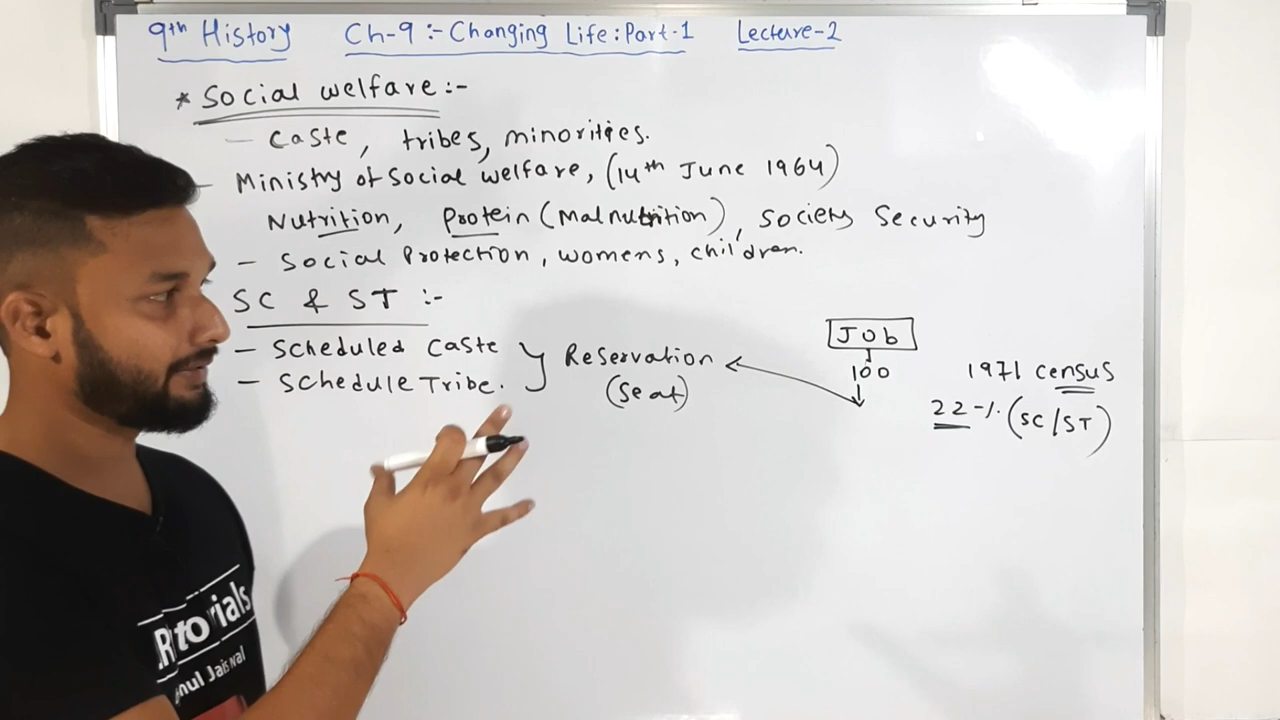 9th History Ch-9 :- Changing Life : Part-1 Lecture-2
* Social welfare :-
- Caste, tribes, minorities.
- Ministry of Social welfare, (14th June 1964)
Nutrition, Protein (Malnutrition), Society Security
- Social Protection, womens, children.
SC & ST :-
- Scheduled Caste
- Schedule Tribe.
Reservation
(Seat)
Job
100
1971 census
22 % (SC/ST)
torials
Jaiswal